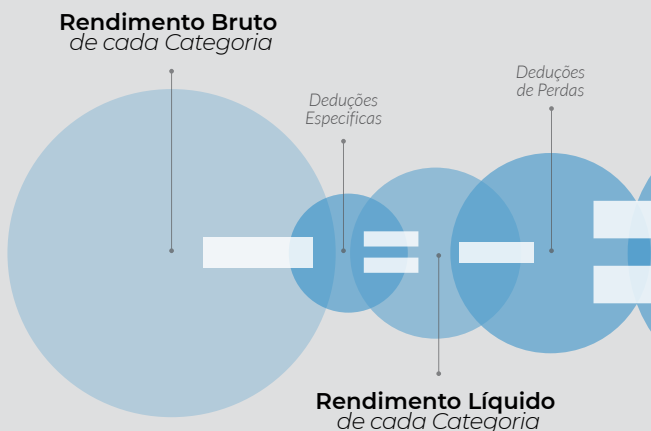 Rendimento Bruto
de cada Categoria
Deduções
Específicas
Deduções
de Perdas
Rendimento Líquido
de cada Categoria